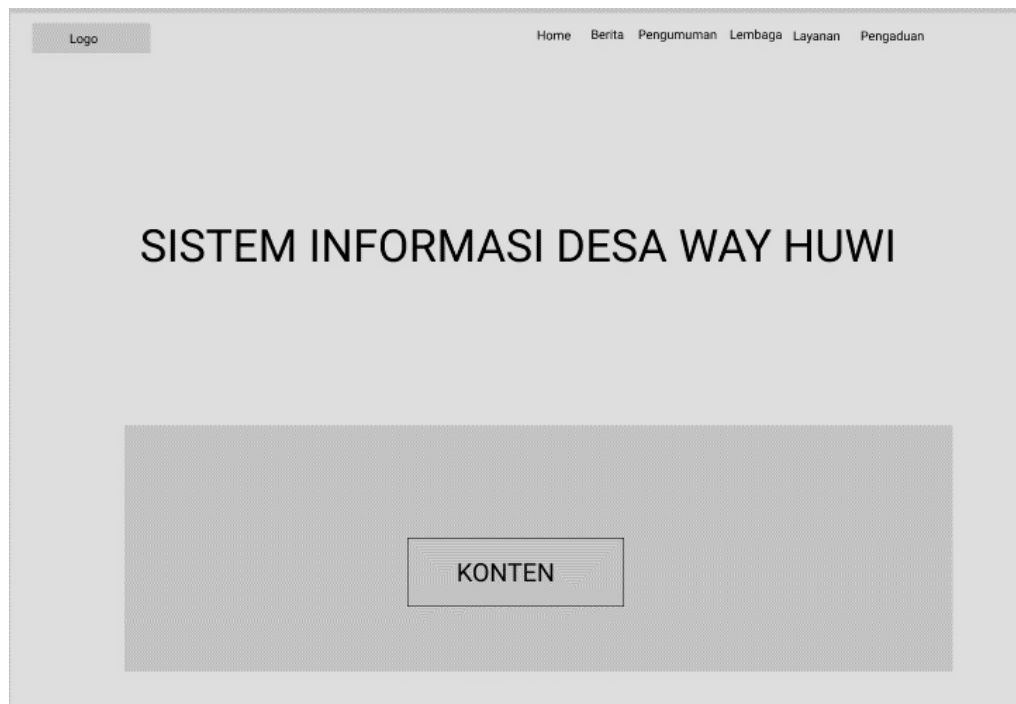 Logo
Home Berita Pengumuman Lembaga Layanan Pengaduan
SISTEM INFORMASI DESA WAY HUWI
KONTEN